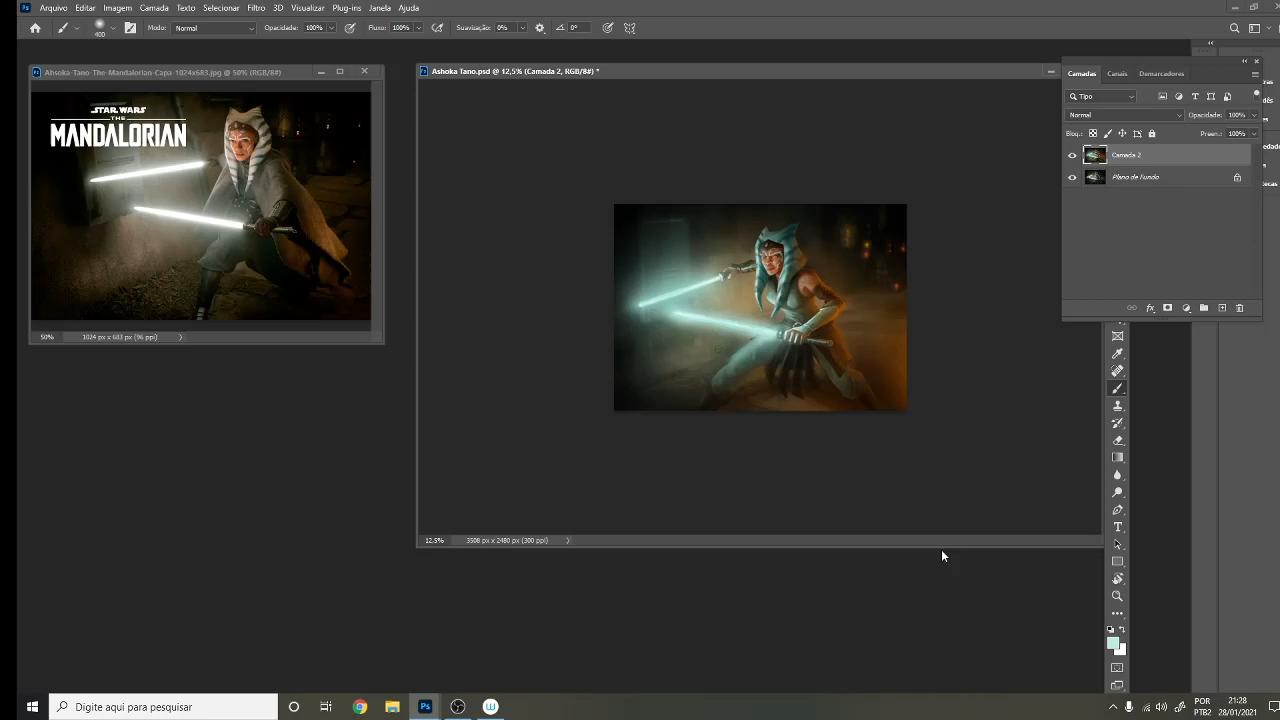 Arquivo Editar Imagem Camada Texto Selecionar Filtro 3D Visualizar Plug-ins Janela Ajuda
400 Modo: Normal Opacidade: 100% Fluxo: 100% Suavização: 0% 0°
Ahsoka-Tano-The-Mandalorian-Capa-1024x683.jpg @ 50% (RGB/8#)
STAR WARS
THE
MANDALORIAN
50% 1024 px x 683 px (96 ppi)
Ashoka Tano.psd @ 12,5% (Camada 2, RGB/8#) *
12.5% 3508 px x 2480 px (300 ppi)
Camadas Canais Demarcadores
Tipo
Normal Opacidade: 100%
Bloq.: Preen.: 100%
Camada 2
Plano de Fundo
Digite aqui para pesquisar
POR 21:28
PTB2 28/01/2021